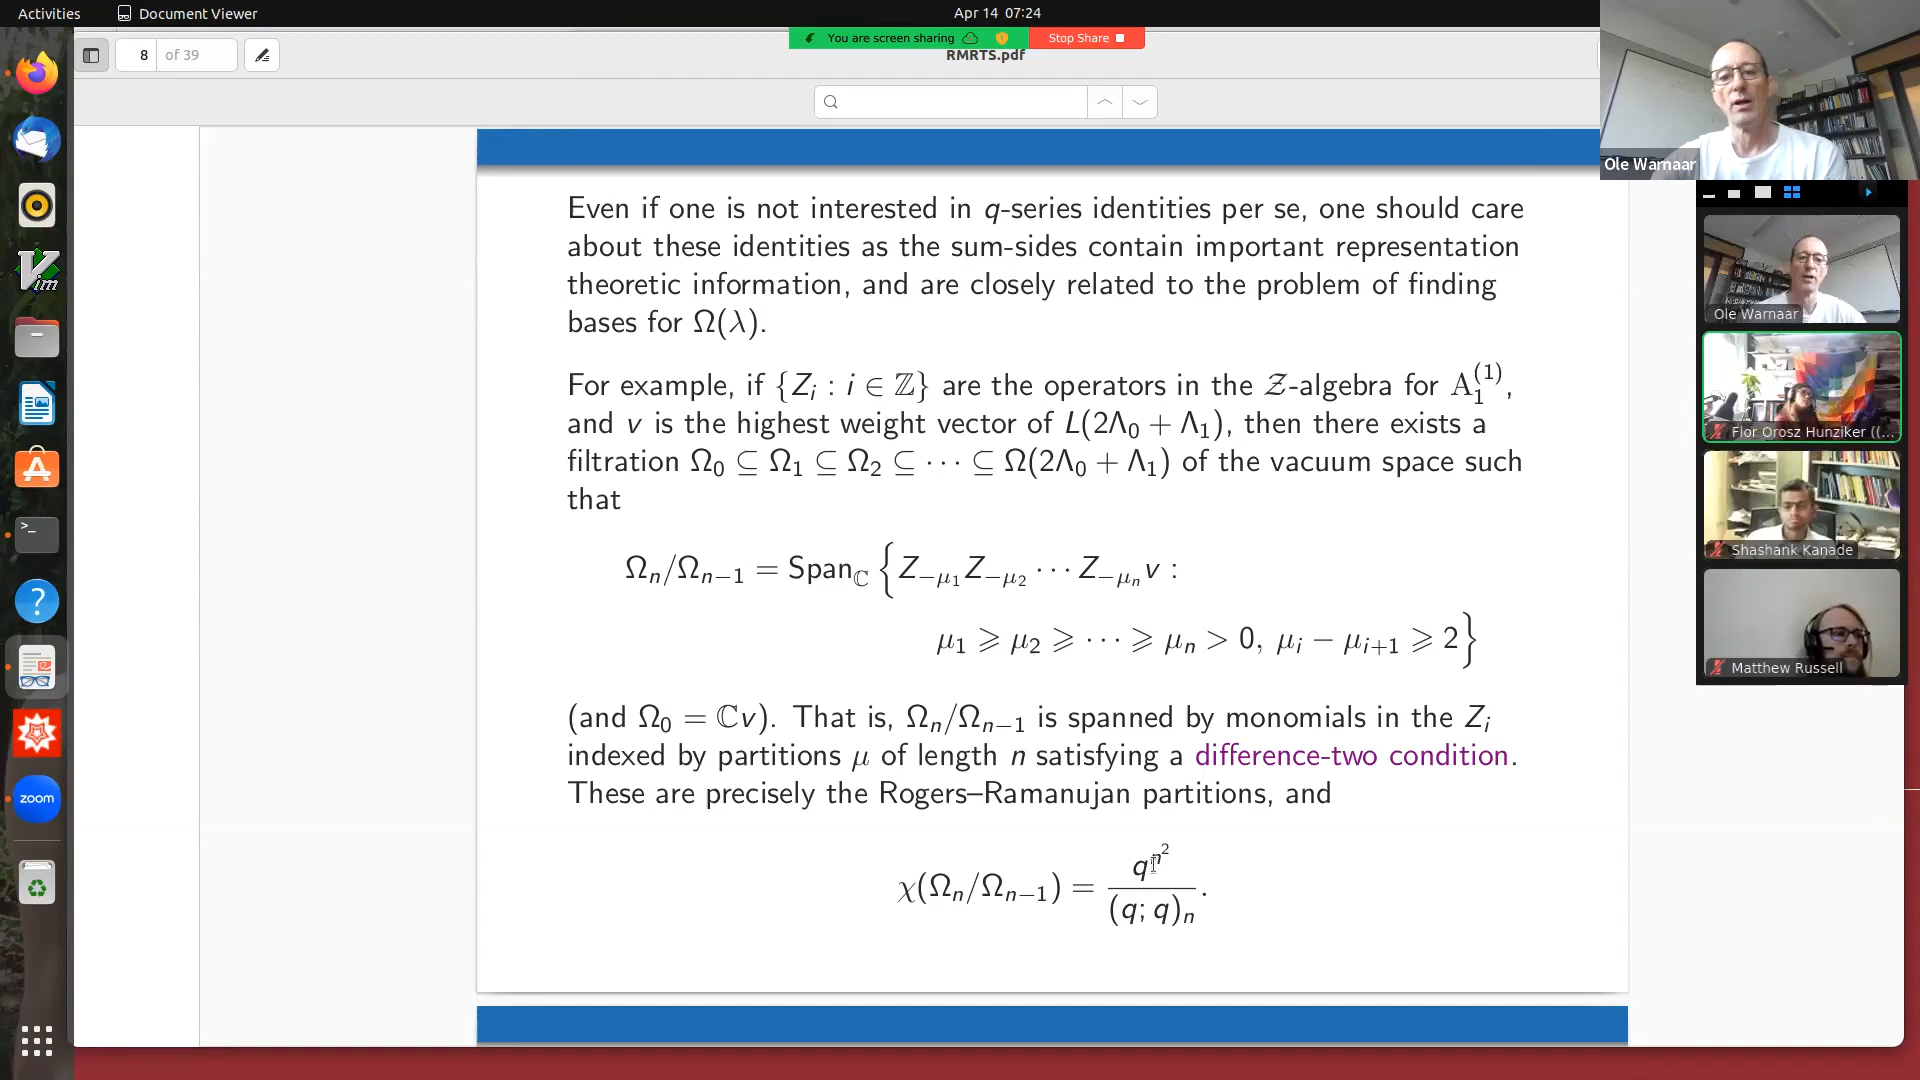 Activities
Document Viewer
Apr 14 07:24
You are screen sharing
Stop Share
8 of 39
RMRTS.pdf
Even if one is not interested in q-series identities per se, one should care
about these identities as the sum-sides contain important representation
theoretic information, and are closely related to the problem of finding
bases for Ω(λ).
For example, if {Z_i : i ∈ ℤ} are the operators in the 𝒵-algebra for A_1^{(1)},
and v is the highest weight vector of L(2Λ_0 + Λ_1), then there exists a
filtration Ω_0 ⊆ Ω_1 ⊆ Ω_2 ⊆ ⋯ ⊆ Ω(2Λ_0 + Λ_1) of the vacuum space such
that
Ω_n/Ω_{n−1} = Span_ℂ {Z_{−μ_1} Z_{−μ_2} ⋯ Z_{−μ_n} v :
μ_1 ⩾ μ_2 ⩾ ⋯ ⩾ μ_n > 0, μ_i − μ_{i+1} ⩾ 2}
(and Ω_0 = ℂv). That is, Ω_n/Ω_{n−1} is spanned by monomials in the Z_i
indexed by partitions μ of length n satisfying a difference-two condition.
These are precisely the Rogers–Ramanujan partitions, and
χ(Ω_n/Ω_{n−1}) = q^{n^2} / (q; q)_n.
Ole Warnaar
Ole Warnaar
Flor Orosz Hunziker ((...
Shashank Kanade
Matthew Russell
Vim
>_
?
zoom